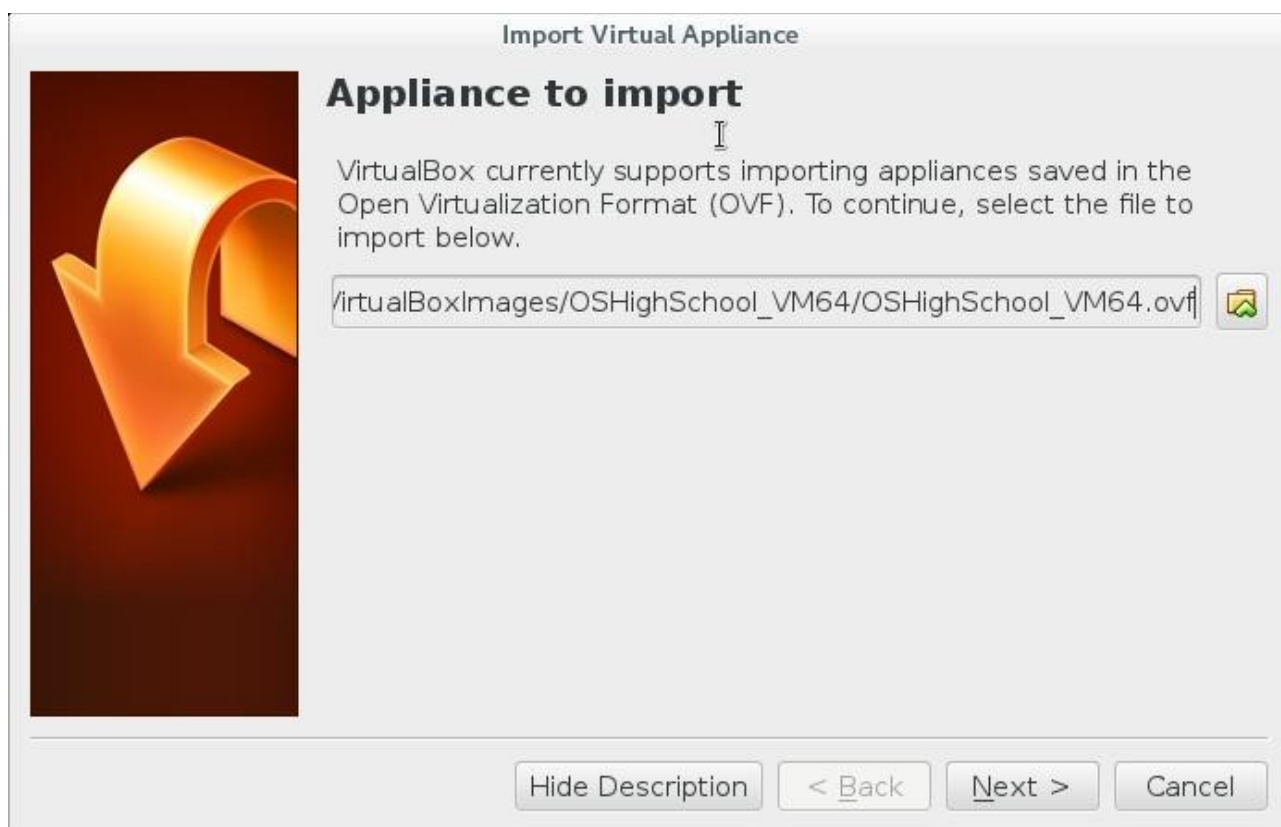 Import Virtual Appliance
Appliance to import
VirtualBox currently supports importing appliances saved in the
Open Virtualization Format (OVF). To continue, select the file to
import below.
/irtualBoxImages/OSHighSchool_VM64/OSHighSchool_VM64.ovf
Hide Description
< Back
Next >
Cancel